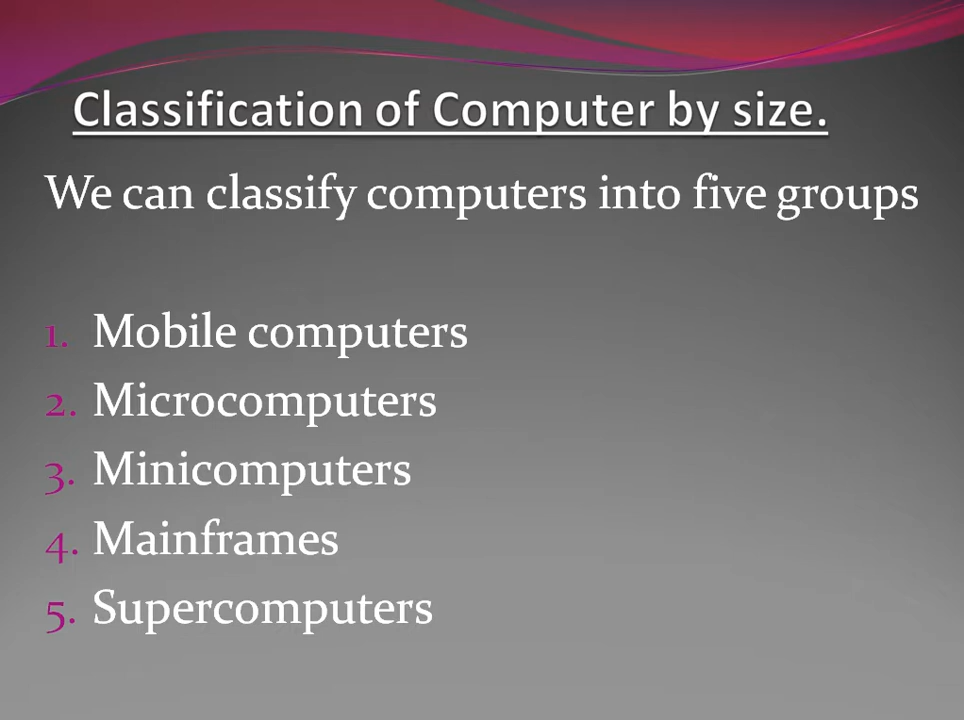 Classification of Computer by size.
We can classify computers into five groups
1. Mobile computers
2. Microcomputers
3. Minicomputers
4. Mainframes
5. Supercomputers